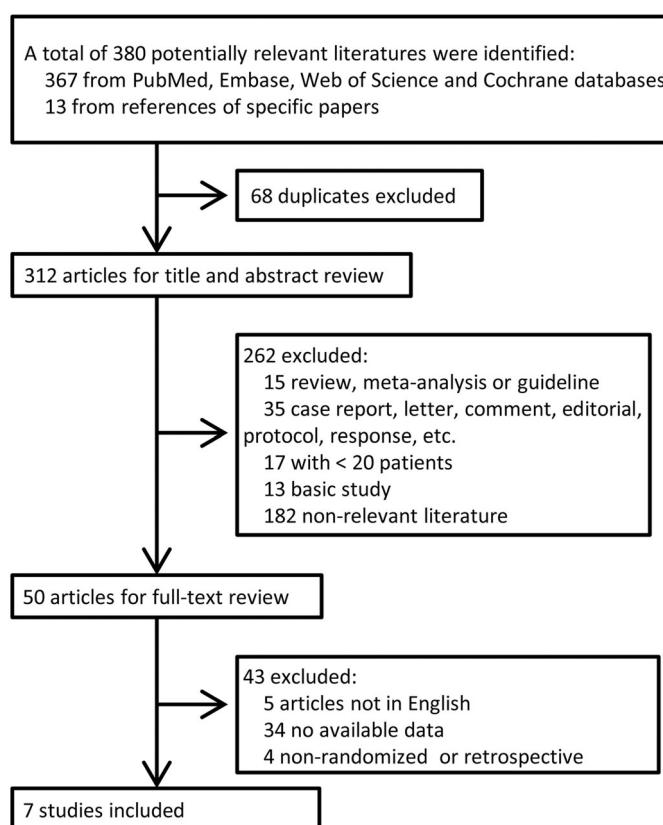 A total of 380 potentially relevant literatures were identified:
367 from PubMed, Embase, Web of Science and Cochrane databases
13 from references of specific papers
68 duplicates excluded
312 articles for title and abstract review
262 excluded:
15 review, meta-analysis or guideline
35 case report, letter, comment, editorial,
protocol, response, etc.
17 with < 20 patients
13 basic study
182 non-relevant literature
50 articles for full-text review
43 excluded:
5 articles not in English
34 no available data
4 non-randomized or retrospective
7 studies included